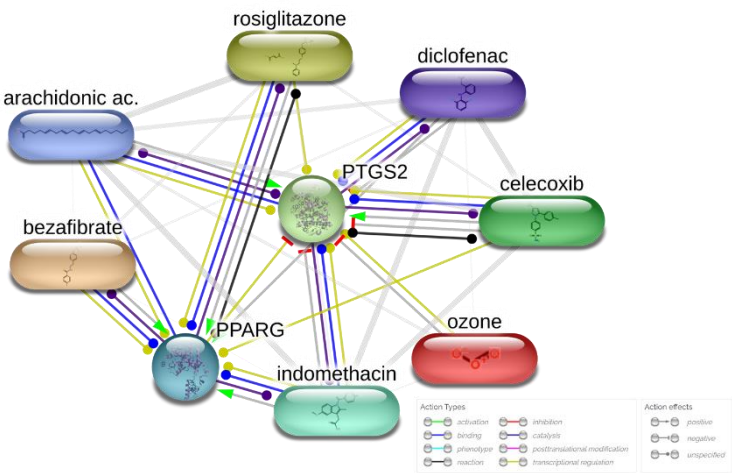 rosiglitazone
diclofenac
arachidonic ac.
PTGS2
celecoxib
bezafibrate
PPARG
ozone
indomethacin
Action Types
activation
inhibition
binding
catalysis
phenotype
posttranslational modification
reaction
transcriptional regulation
Action effects
positive
negative
unspecified